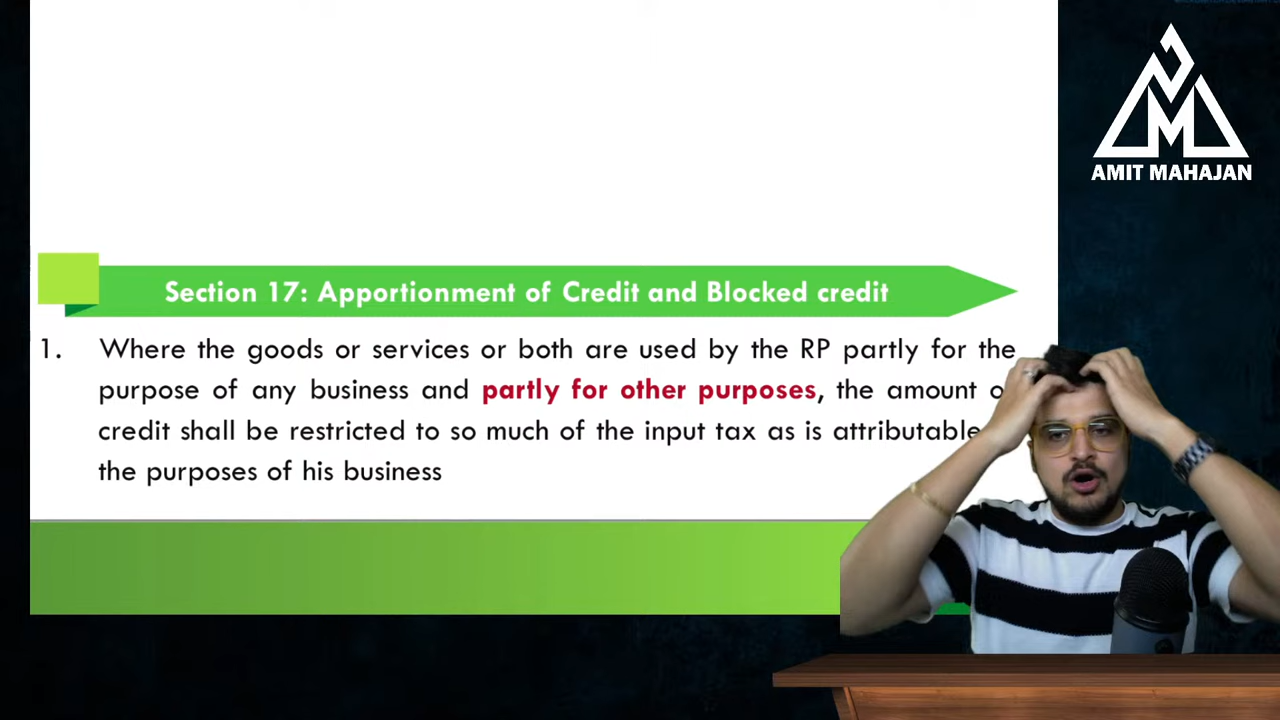 AMIT MAHAJAN
Section 17: Apportionment of Credit and Blocked credit
1. Where the goods or services or both are used by the RP partly for the
purpose of any business and partly for other purposes, the amount
credit shall be restricted to so much of the input tax as is attributable
the purposes of his business